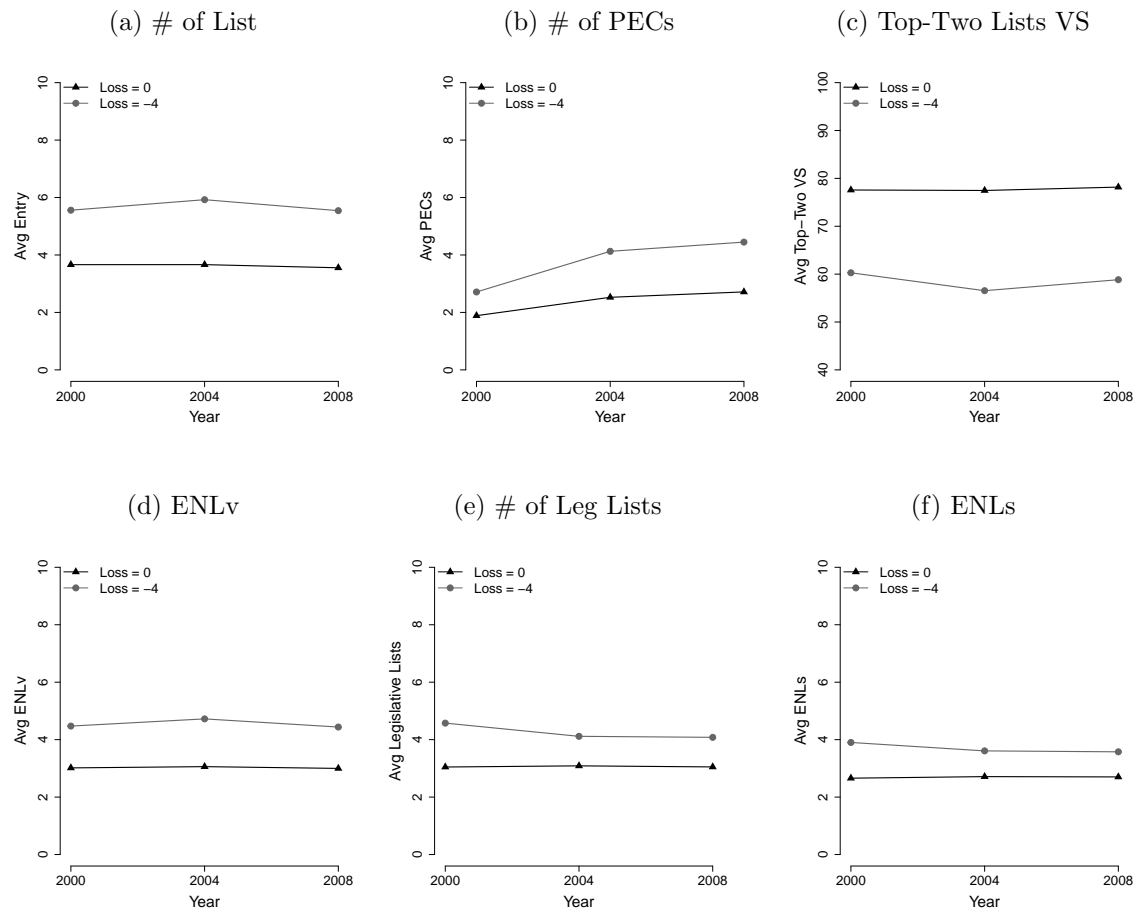 (a) # of List
(b) # of PECs
(c) Top-Two Lists VS
Avg Entry
0 2 4 6 8 10
Loss = 0
Loss = −4
2000 2004 2008
Year
Avg PECs
0 2 4 6 8 10
Loss = 0
Loss = −4
2000 2004 2008
Year
Avg Top−Two VS
40 50 60 70 80 90 100
Loss = 0
Loss = −4
2000 2004 2008
Year
(d) ENLv
(e) # of Leg Lists
(f) ENLs
Avg ENLv
0 2 4 6 8 10
Loss = 0
Loss = −4
2000 2004 2008
Year
Avg Legislative Lists
0 2 4 6 8 10
Loss = 0
Loss = −4
2000 2004 2008
Year
Avg ENLs
0 2 4 6 8 10
Loss = 0
Loss = −4
2000 2004 2008
Year